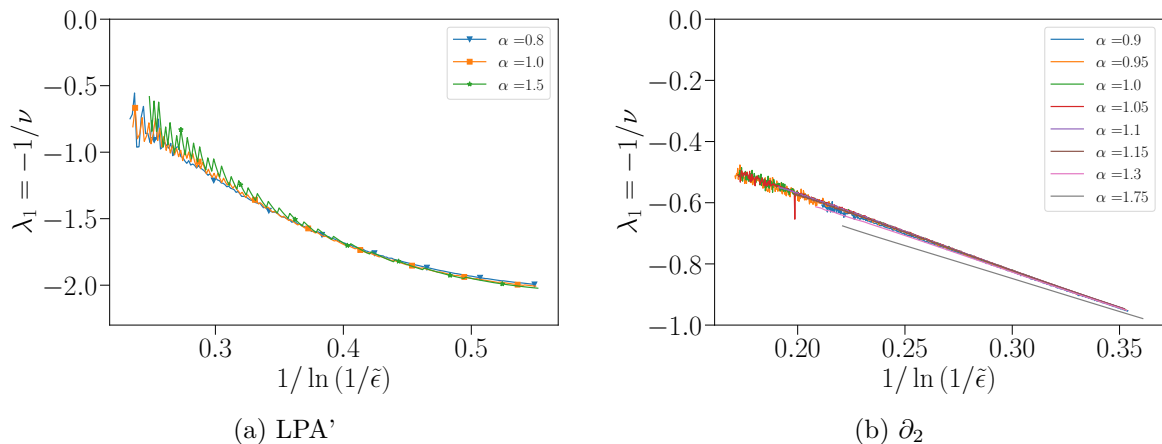 0.0
−0.5
−1.0
−1.5
−2.0
λ₁ = −1/ν
0.3
0.4
0.5
1/ ln (1/ϵ̃)
α =0.8
α =1.0
α =1.5
(a) LPA’
0.0
−0.2
−0.4
−0.6
−0.8
−1.0
λ₁ = −1/ν
0.20
0.25
0.30
0.35
1/ ln (1/ϵ̃)
α =0.9
α =0.95
α =1.0
α =1.05
α =1.1
α =1.15
α =1.3
α =1.75
(b) ∂₂